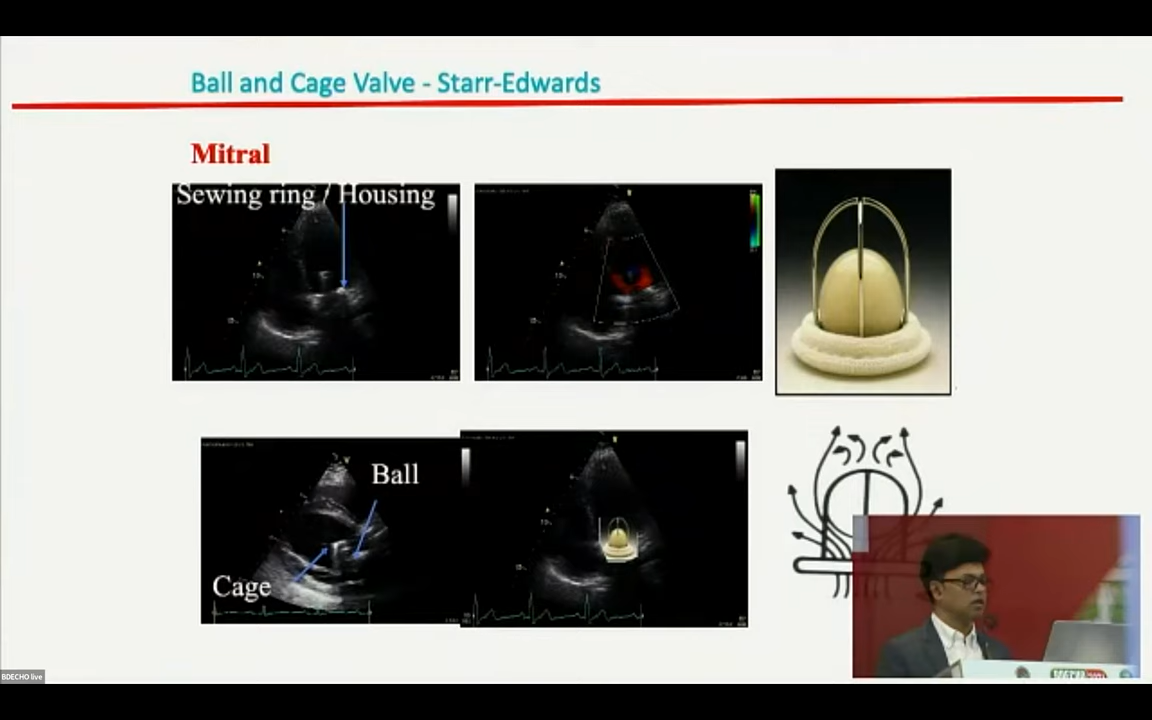 Ball and Cage Valve - Starr-Edwards
Mitral
Sewing ring / Housing
Ball
Cage
BDECHO live